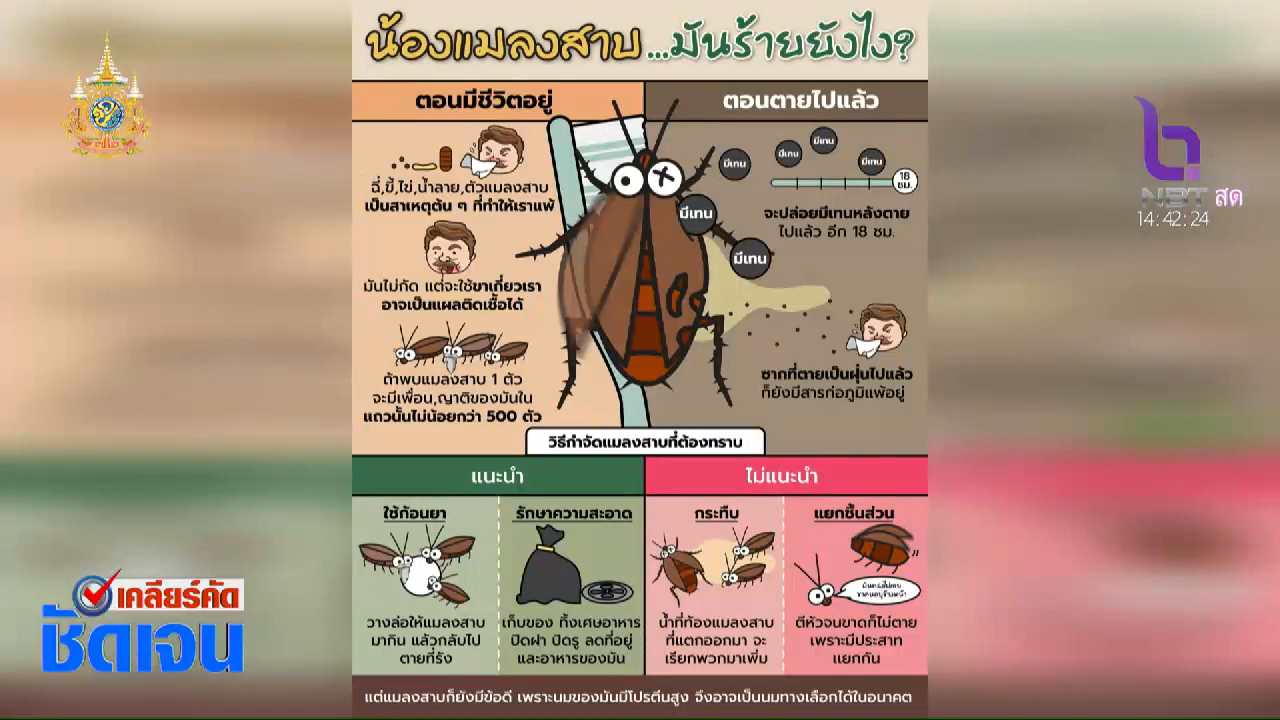 น้องแมลงสาบ...มันร้ายยังไง?
ตอนมีชีวิตอยู่
ฉี่,ขี้,ไข่,น้ำลาย,ตัวแมลงสาบ
เป็นสาเหตุต้น ๆ ที่ทำให้เราแพ้
มันไม่กัด แต่จะใช้ขาเกี่ยวเรา
อาจเป็นแผลติดเชื้อได้
ถ้าพบแมลงสาบ 1 ตัว
จะมีเพื่อน,ญาติของมันใน
แถวนั้นไม่น้อยกว่า 500 ตัว
ตอนตายไปแล้ว
มีเทน
มีเทน
มีเทน
มีเทน
18
ชม.
มีเทน
มีเทน
จะปล่อยมีเทนหลังตาย
ไปแล้ว อีก 18 ชม.
ซากที่ตายเป็นฝุ่นไปแล้ว
ก็ยังมีสารก่อภูมิแพ้อยู่
วิธีกำจัดแมลงสาบที่ต้องทราบ
แนะนำ
ใช้ก้อนยา
วางล่อให้แมลงสาบ
มากิน แล้วกลับไป
ตายที่รัง
รักษาความสะอาด
เก็บของ ทิ้งเศษอาหาร
ปิดฝา ปิดรู ลดที่อยู่
และอาหารของมัน
ไม่แนะนำ
กระทืบ
น้ำที่ท้องแมลงสาบ
ที่แตกออกมา จะ
เรียกพวกมาเพิ่ม
แยกชิ้นส่วน
ตีหัวจนขาดก็ไม่ตาย
เพราะมีประสาท
แยกกัน
แต่แมลงสาบก็ยังมีข้อดี เพราะนมของมันมีโปรตีนสูง จึงอาจเป็นนมทางเลือกได้ในอนาคต
NBT สด
14:42:24
เคลียร์คัด
ชัดเจน